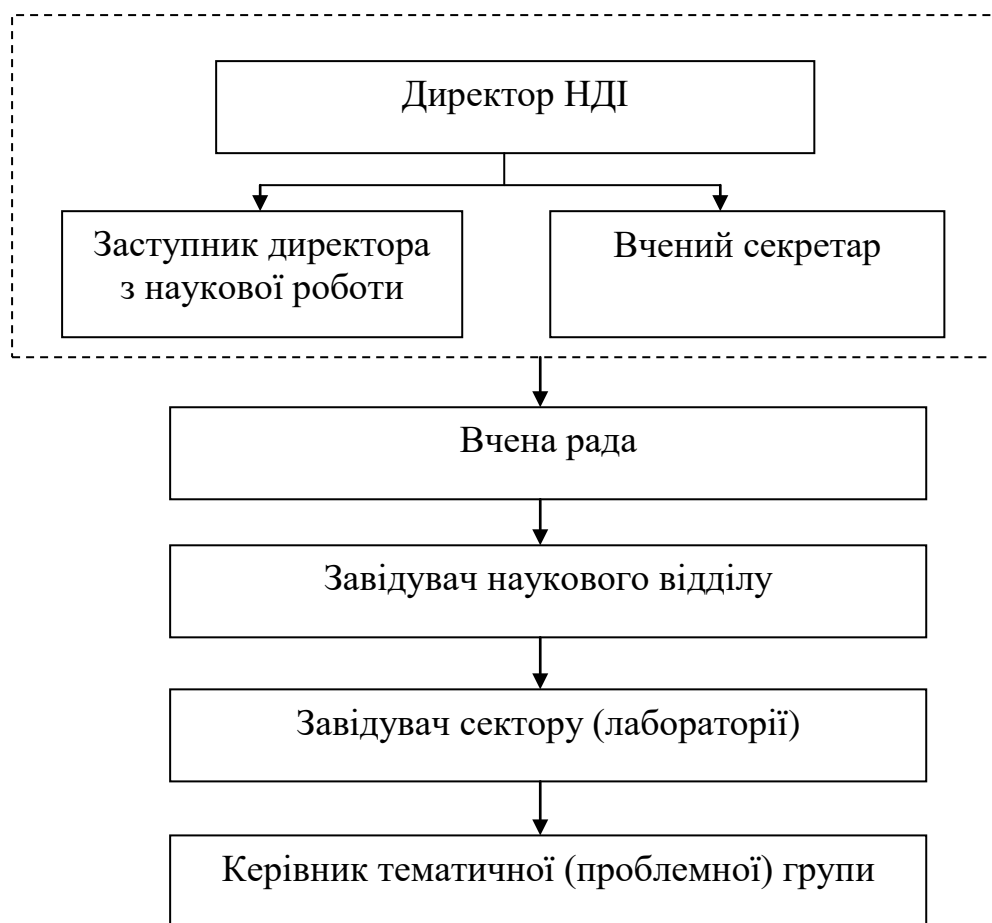 Директор НДІ
Заступник директора
з наукової роботи
Вчений секретар
Вчена рада
Завідувач наукового відділу
Завідувач сектору (лабораторії)
Керівник тематичної (проблемної) групи